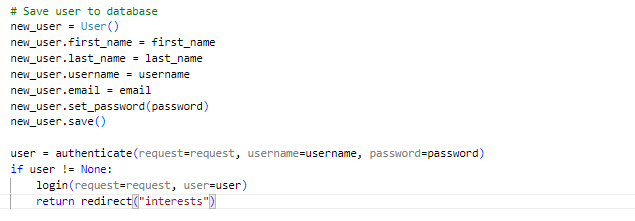 # Save user to database
new_user = User()
new_user.first_name = first_name
new_user.last_name = last_name
new_user.username = username
new_user.email = email
new_user.set_password(password)
new_user.save()
user = authenticate(request=request, username=username, password=password)
if user != None:
login(request=request, user=user)
return redirect("interests")